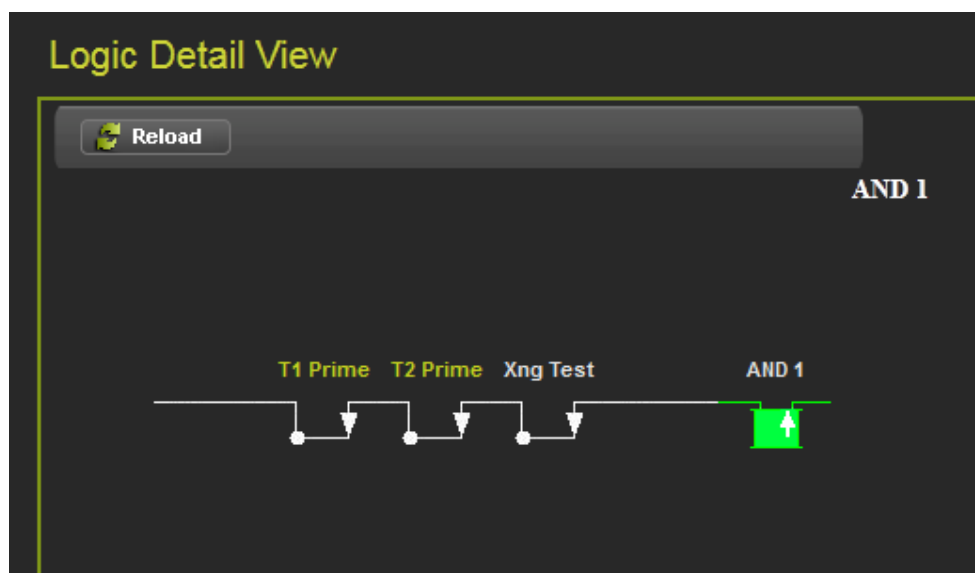 Logic Detail View
Reload
AND 1
T1 Prime T2 Prime Xng Test AND 1